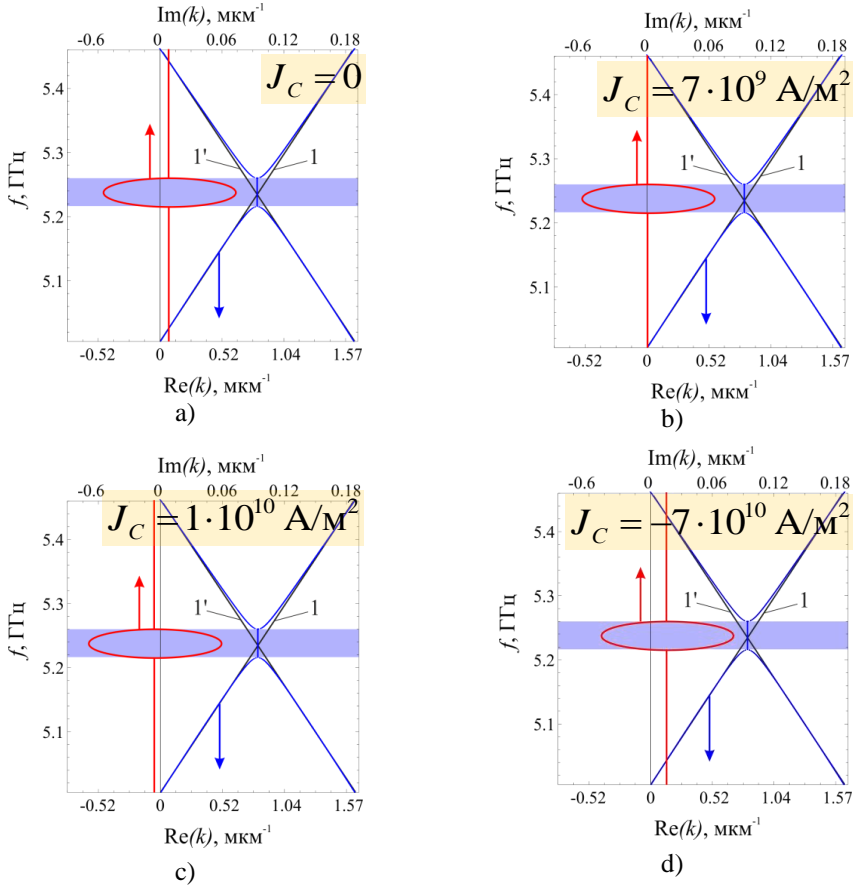 Im(k), мкм⁻¹
-0.6 0 0.06 0.12 0.18
J_C = 0
5.4
5.3
5.2
5.1
f, ГГц
1' 1
-0.52 0 0.52 1.04 1.57
Re(k), мкм⁻¹
a)
Im(k), мкм⁻¹
-0.6 0 0.06 0.12 0.18
J_C = 7·10⁹ А/м²
5.4
5.3
5.2
5.1
f, ГГц
1' 1
-0.52 0 0.52 1.04 1.57
Re(k), мкм⁻¹
b)
Im(k), мкм⁻¹
-0.6 0 0.06 0.12 0.18
J_C = 1·10¹⁰ А/м²
5.4
5.3
5.2
5.1
f, ГГц
1' 1
-0.52 0 0.52 1.04 1.57
Re(k), мкм⁻¹
c)
Im(k), мкм⁻¹
-0.6 0 0.06 0.12 0.18
J_C = −7·10¹⁰ А/м²
5.4
5.3
5.2
5.1
f, ГГц
1' 1
-0.52 0 0.52 1.04 1.57
Re(k), мкм⁻¹
d)